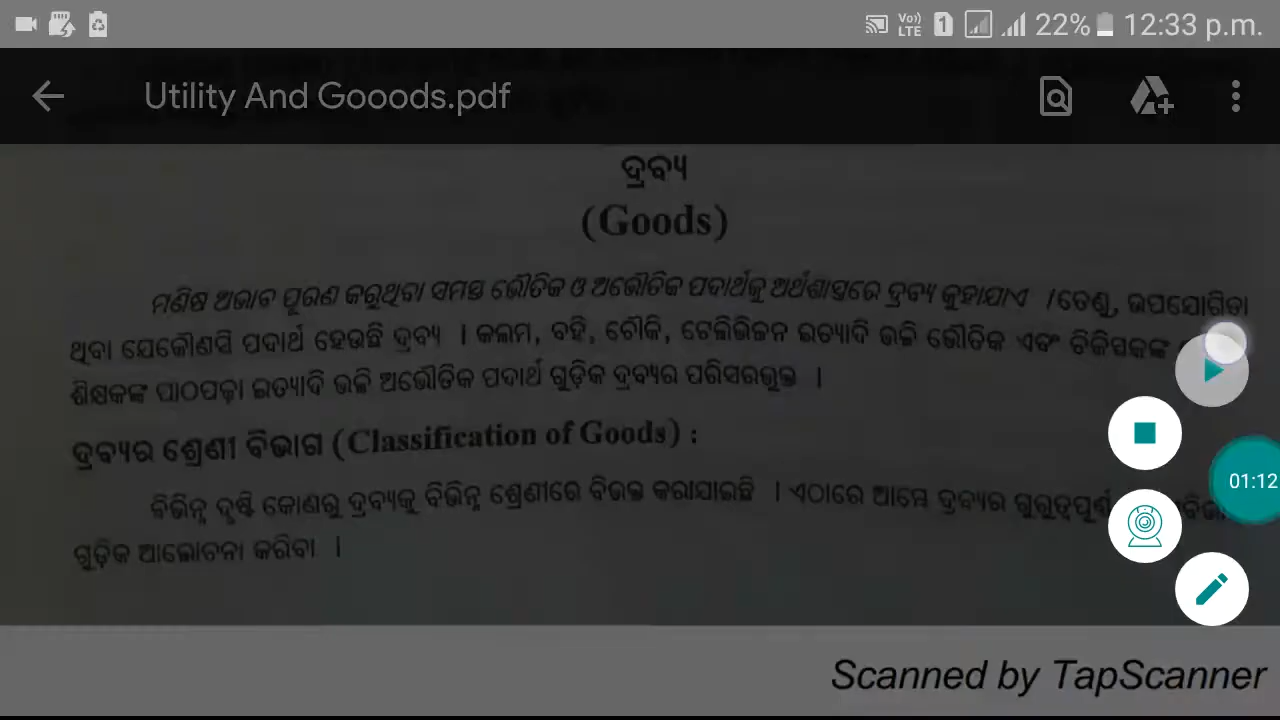 Vo)) LTE 1 22% 12:33 p.m.
Utility And Gooods.pdf
ଦ୍ରବ୍ୟ
(Goods)
ମଣିଷ ଅଭାବ ପୂରଣ କରୁଥିବା ସମସ୍ତ ଭୌତିକ ଓ ଅଭୌତିକ ପଦାର୍ଥକୁ ଅର୍ଥଶାସ୍ତ୍ରରେ ଦ୍ରବ୍ୟ କୁହାଯାଏ । ତେଣୁ, ଉପଯୋଗିତା
ଥିବା ଯେକୌଣସି ପଦାର୍ଥ ହେଉଛି ଦ୍ରବ୍ୟ । କଲମ, ବହି, ଚୌକି, ଟେଲିଭିଜନ ଇତ୍ୟାଦି ଭଳି ଭୌତିକ ଏବଂ ଚିକିତ୍ସକଙ୍କ
ଶିକ୍ଷକଙ୍କ ପାଠପଢ଼ା ଇତ୍ୟାଦି ଭଳି ଅଭୌତିକ ପଦାର୍ଥ ଗୁଡ଼ିକ ଦ୍ରବ୍ୟର ପରିସରଭୁକ୍ତ ।
ଦ୍ରବ୍ୟର ଶ୍ରେଣୀ ବିଭାଗ (Classification of Goods) :
ବିଭିନ୍ନ ଦୃଷ୍ଟି କୋଣରୁ ଦ୍ରବ୍ୟକୁ ବିଭିନ୍ନ ଶ୍ରେଣୀରେ ବିଭକ୍ତ କରାଯାଇଛି । ଏଠାରେ ଆମ୍ଭେ ଦ୍ରବ୍ୟର ଗୁରୁତ୍ୱପୂର୍ଣ୍ଣ
ଗୁଡ଼ିକ ଆଲୋଚନା କରିବା ।
01:12
Scanned by TapScanner